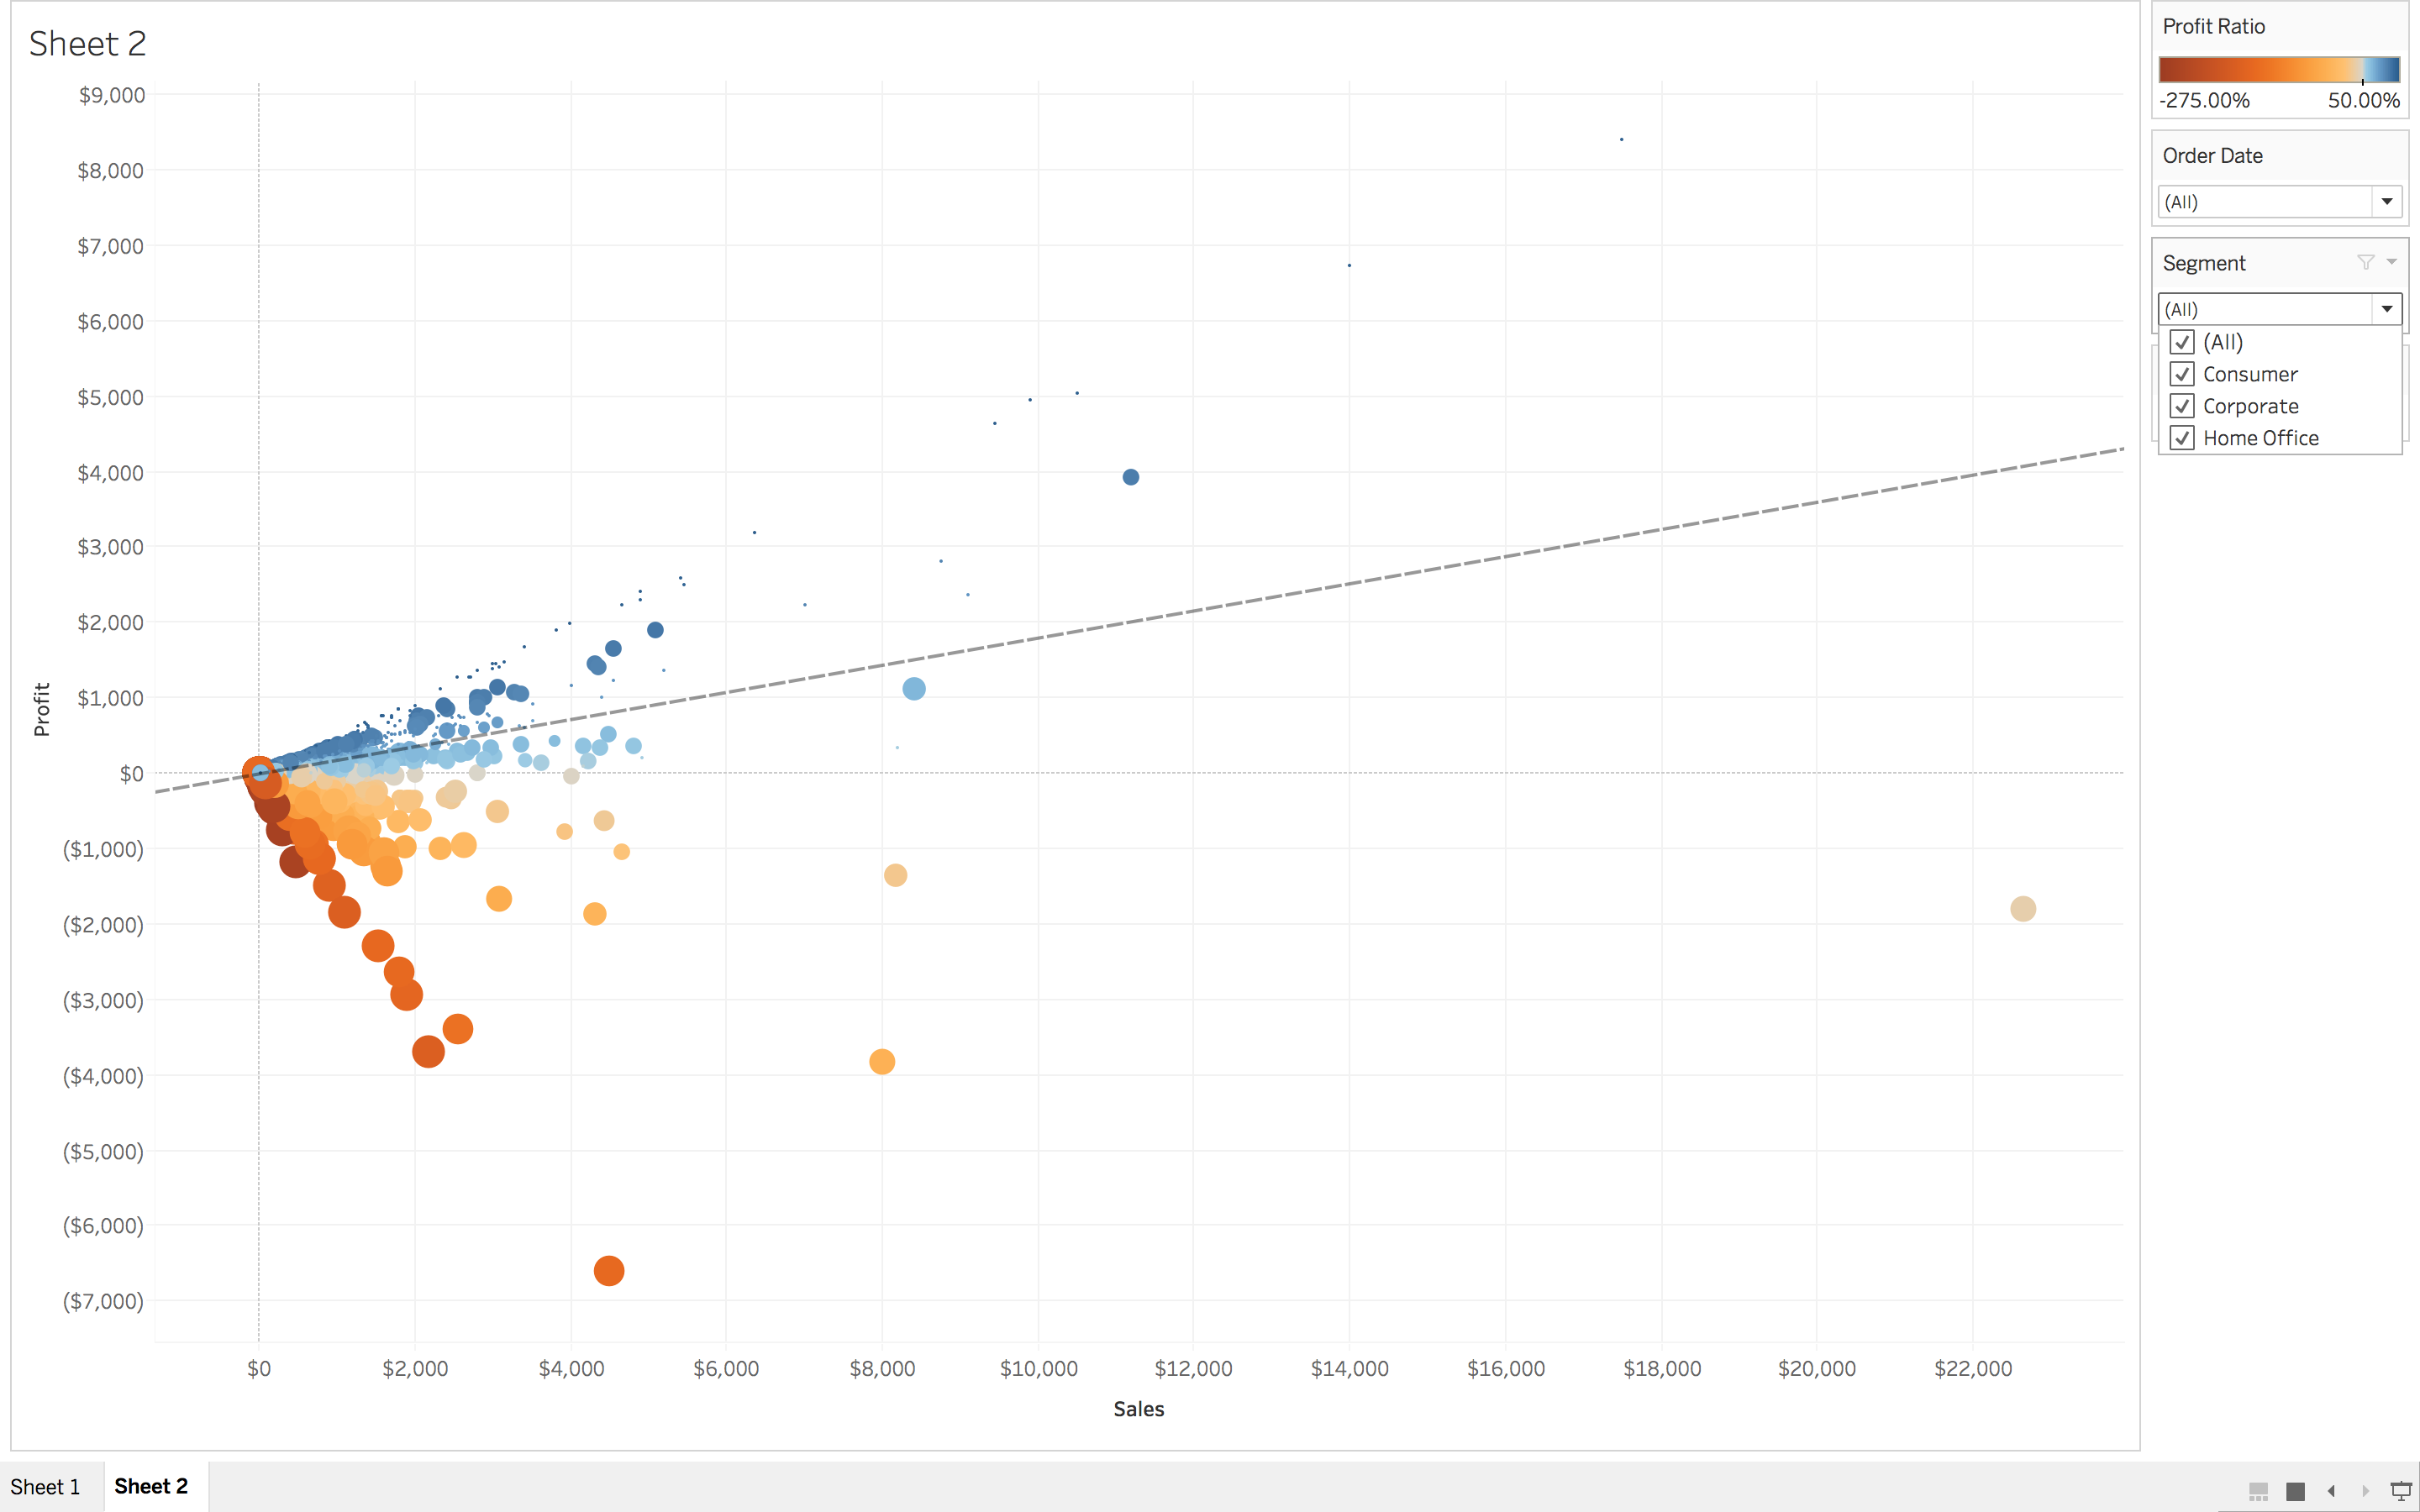 Sheet 2
$9,000
$8,000
$7,000
$6,000
$5,000
$4,000
$3,000
$2,000
$1,000
$0
($1,000)
($2,000)
($3,000)
($4,000)
($5,000)
($6,000)
($7,000)
Profit
$0 $2,000 $4,000 $6,000 $8,000 $10,000 $12,000 $14,000 $16,000 $18,000 $20,000 $22,000
Sales
Profit Ratio
-275.00% 50.00%
Order Date
(All)
Segment
(All)
(All)
Consumer
Corporate
Home Office
Sheet 1 Sheet 2